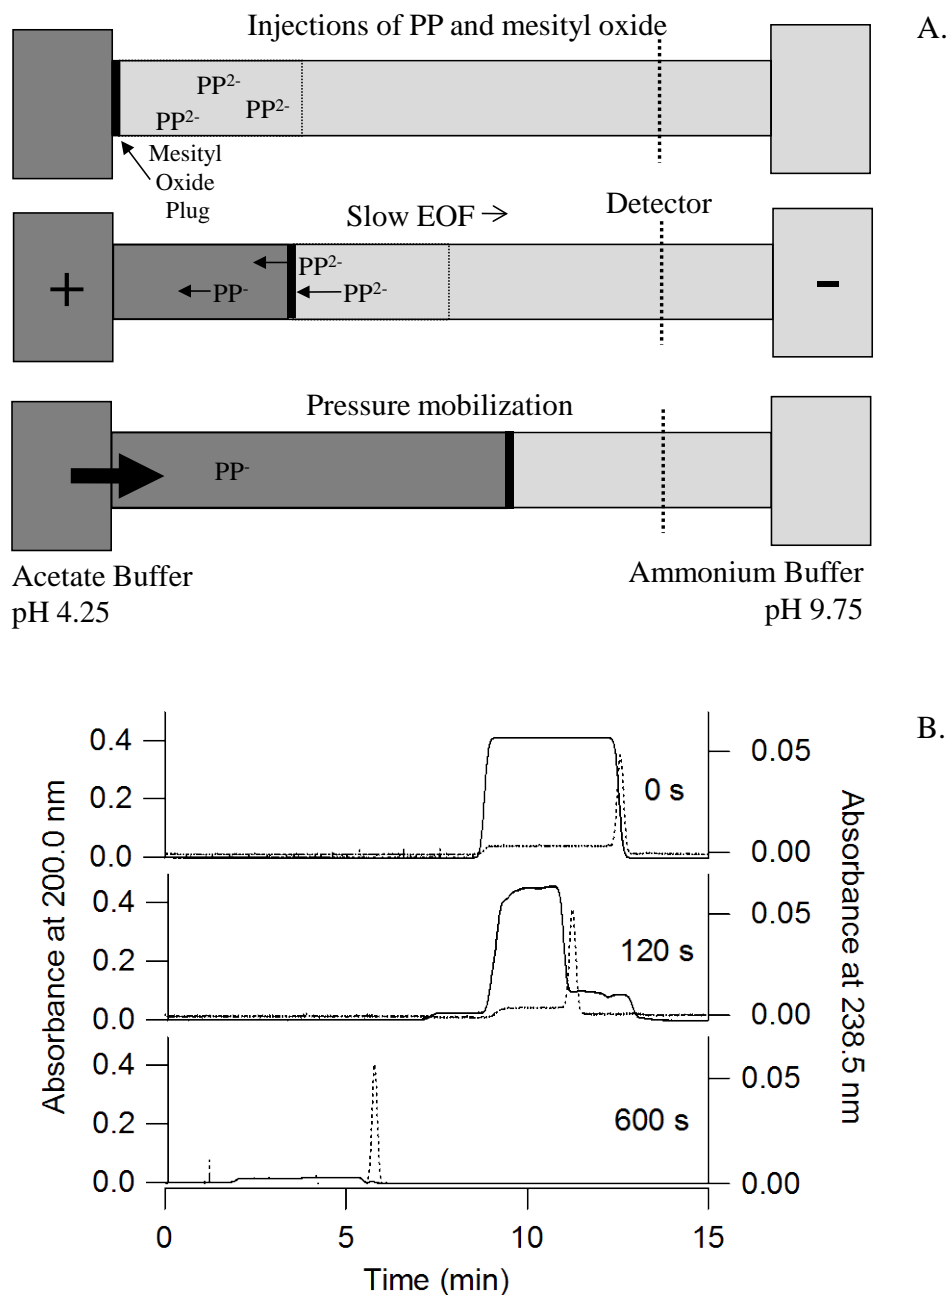 Injections of PP and mesityl oxide
A.
PP2-
PP2-
PP2-
Mesityl
Oxide
Plug
Slow EOF →
Detector
+
PP2-
PP-
PP2-
-
Pressure mobilization
PP-
Acetate Buffer
pH 4.25
Ammonium Buffer
pH 9.75
B.
Absorbance at 200.0 nm
Absorbance at 238.5 nm
0.4
0.2
0.0
0.05
0.00
0 s
0.4
0.2
0.0
0.05
0.00
120 s
0.4
0.2
0.0
0.05
0.00
600 s
0 5 10 15
Time (min)